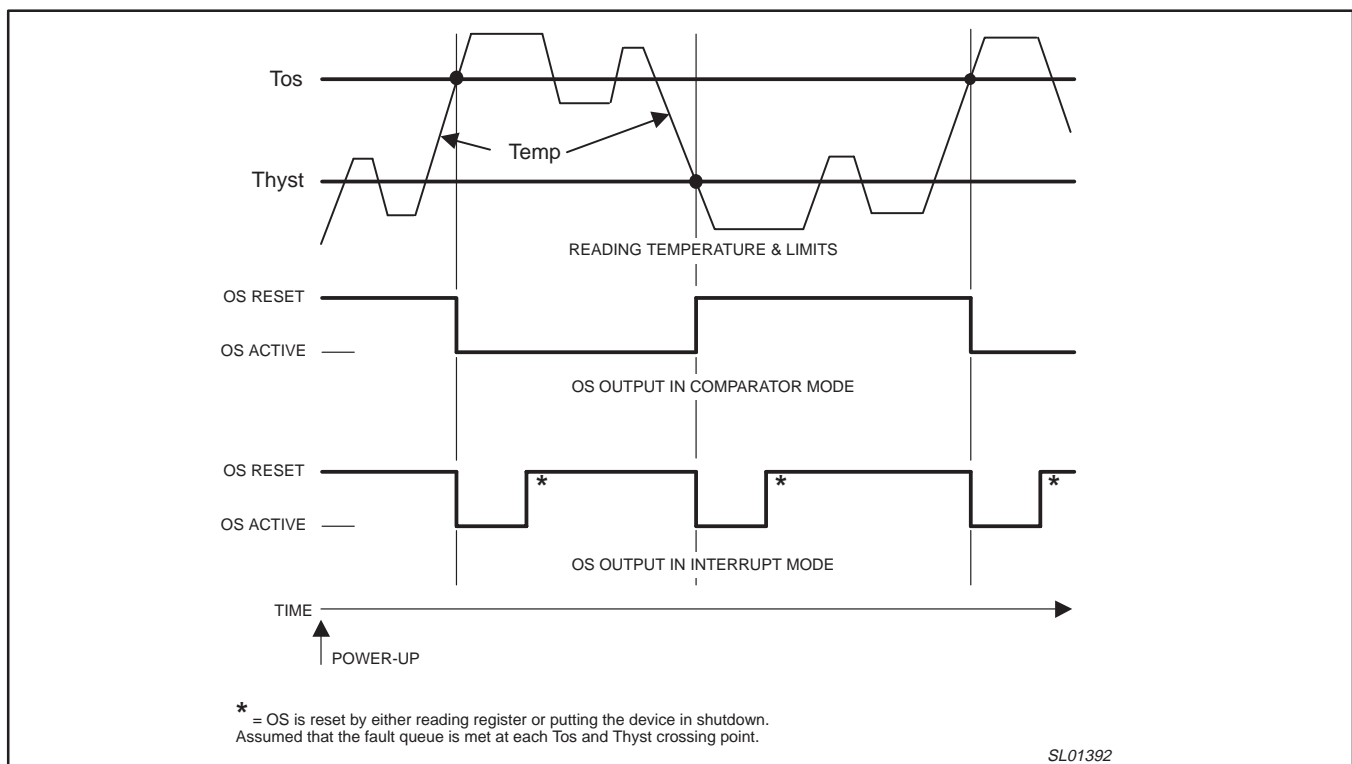 Tos
Temp
Thyst
READING TEMPERATURE & LIMITS
OS RESET
OS ACTIVE
OS OUTPUT IN COMPARATOR MODE
OS RESET
* * *
OS ACTIVE
OS OUTPUT IN INTERRUPT MODE
TIME
POWER-UP
* = OS is reset by either reading register or putting the device in shutdown.
Assumed that the fault queue is met at each Tos and Thyst crossing point.
SL01392